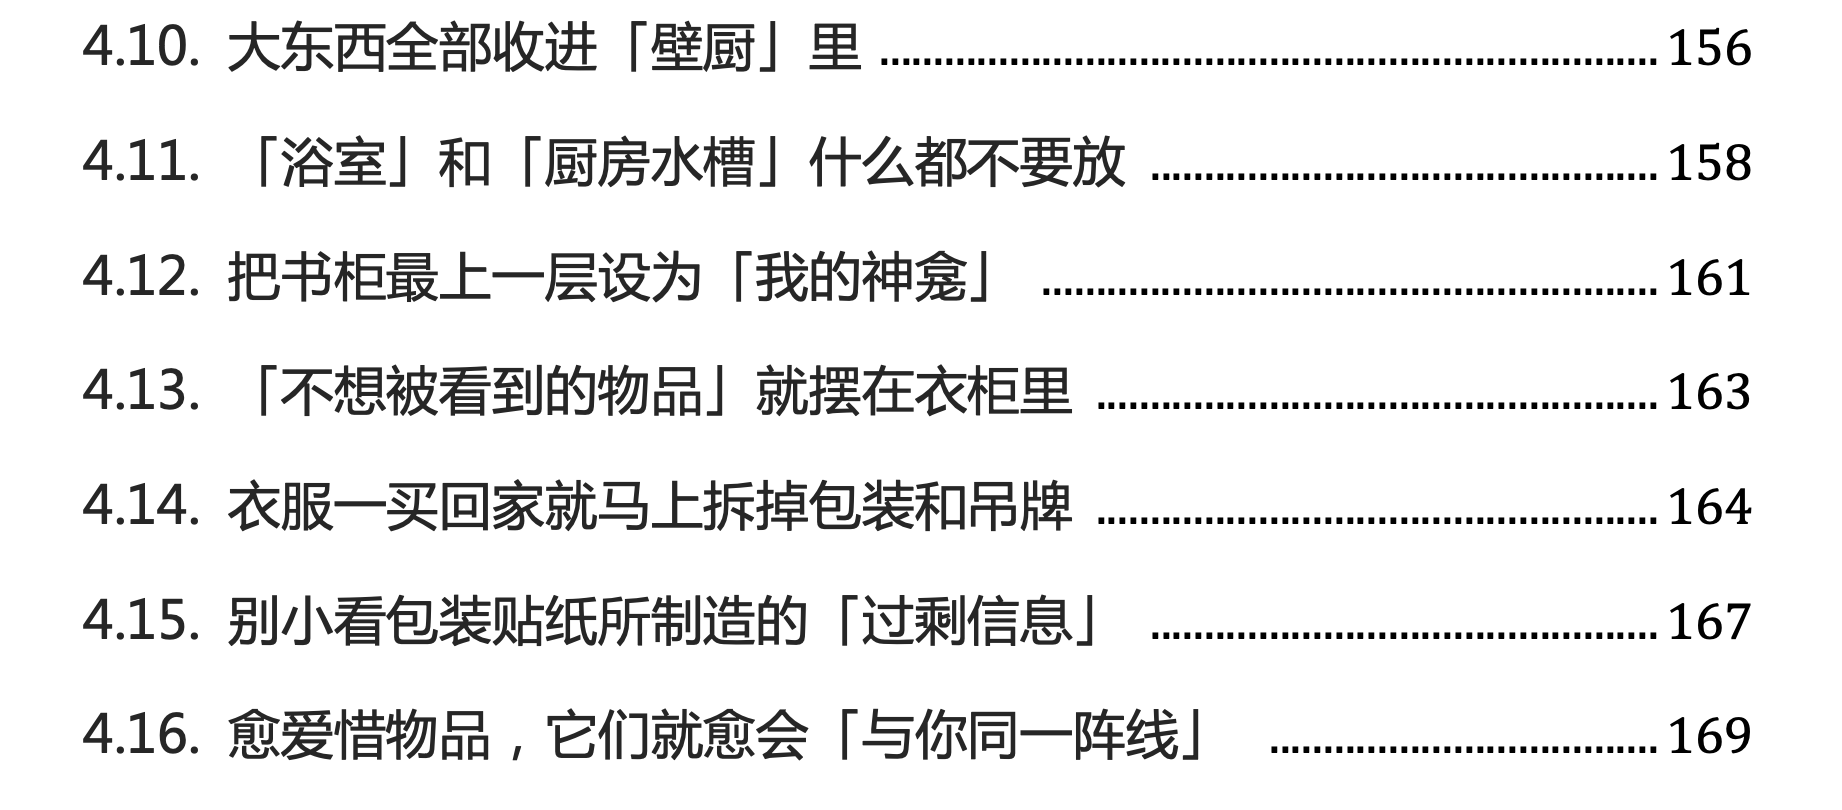 4.10. 大东西全部收进「壁厨」里 ........................................................................ 156
4.11. 「浴室」和「厨房水槽」什么都不要放 ............................................... 158
4.12. 把书柜最上一层设为「我的神龛」 ......................................................... 161
4.13. 「不想被看到的物品」就摆在衣柜里 .................................................... 163
4.14. 衣服一买回家就马上拆掉包装和吊牌 .................................................... 164
4.15. 别小看包装贴纸所制造的「过剩信息」 ............................................... 167
4.16. 愈爱惜物品，它们就愈会「与你同一阵线」 .................................... 169